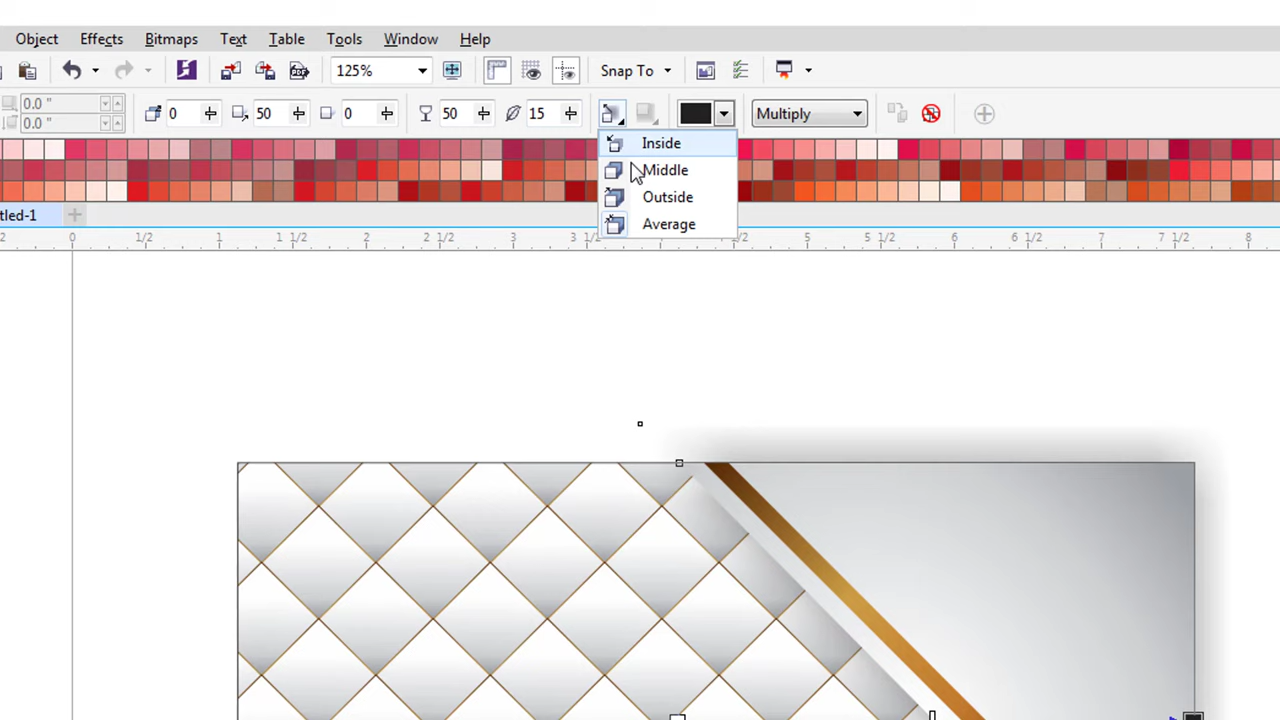 Object Effects Bitmaps Text Table Tools Window Help
125% Snap To
0.0 " 0 50 0 50 15 Multiply
0.0 "
Inside
Middle
Outside
Average
tled-1
2 0 1/2 1 1 1/2 2 2 1/2 3 3 1/2 5 5 1/2 6 6 1/2 7 7 1/2 8